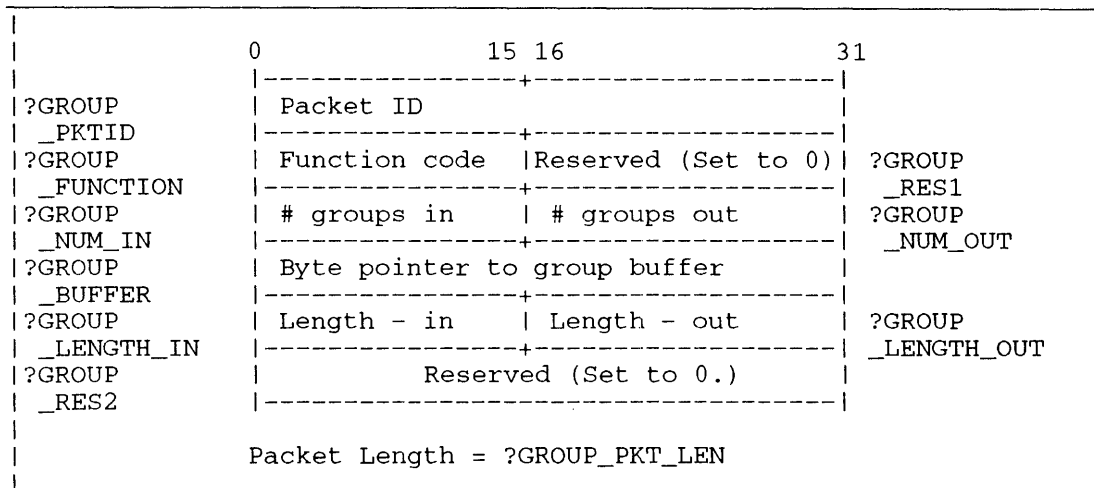 0 15 16 31
|----------------+-------------------|
|?GROUP | Packet ID |
| _PKTID |----------------+-------------------|
|?GROUP | Function code |Reserved (Set to 0)| ?GROUP
| _FUNCTION |----------------+-------------------| _RES1
|?GROUP | # groups in | # groups out | ?GROUP
| _NUM_IN |----------------+-------------------| _NUM_OUT
|?GROUP | Byte pointer to group buffer |
| _BUFFER |----------------+-------------------|
|?GROUP | Length - in | Length - out | ?GROUP
| _LENGTH_IN |----------------+-------------------| _LENGTH_OUT
|?GROUP | Reserved (Set to 0.) |
| _RES2 |------------------------------------|
Packet Length = ?GROUP_PKT_LEN